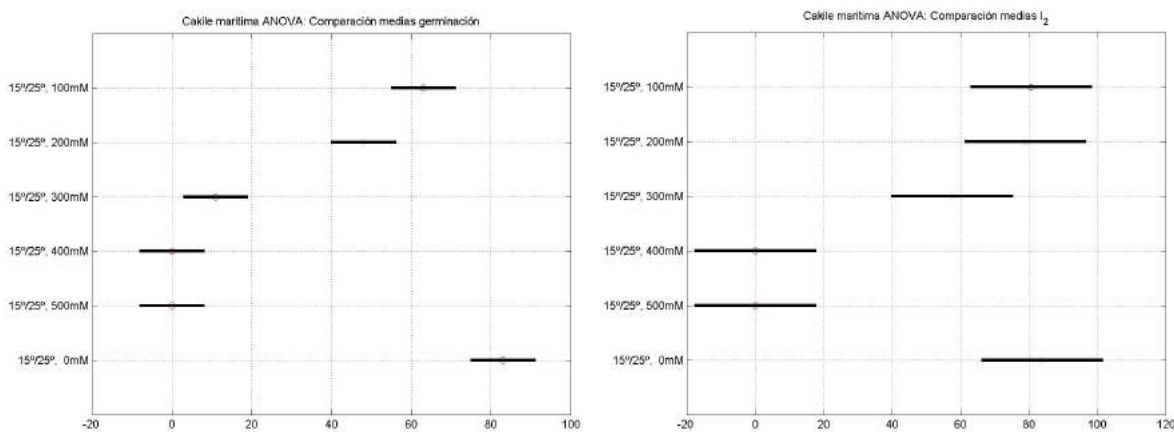 Cakile maritima ANOVA: Comparación medias germinación
15º/25º, 100mM
15º/25º, 200mM
15º/25º, 300mM
15º/25º, 400mM
15º/25º, 500mM
15º/25º, 0mM
-20 0 20 40 60 80 100
Cakile maritima ANOVA: Comparación medias I₂
15º/25º, 100mM
15º/25º, 200mM
15º/25º, 300mM
15º/25º, 400mM
15º/25º, 500mM
15º/25º, 0mM
-20 0 20 40 60 80 100 120